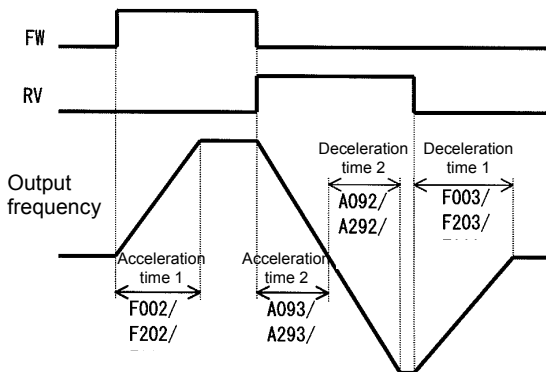 FW
RV
Output
frequency
Acceleration
time 1
F002/
F202/
Acceleration
time 2
A093/
A293/
Deceleration
time 2
A092/
A292/
Deceleration
time 1
F003/
F203/